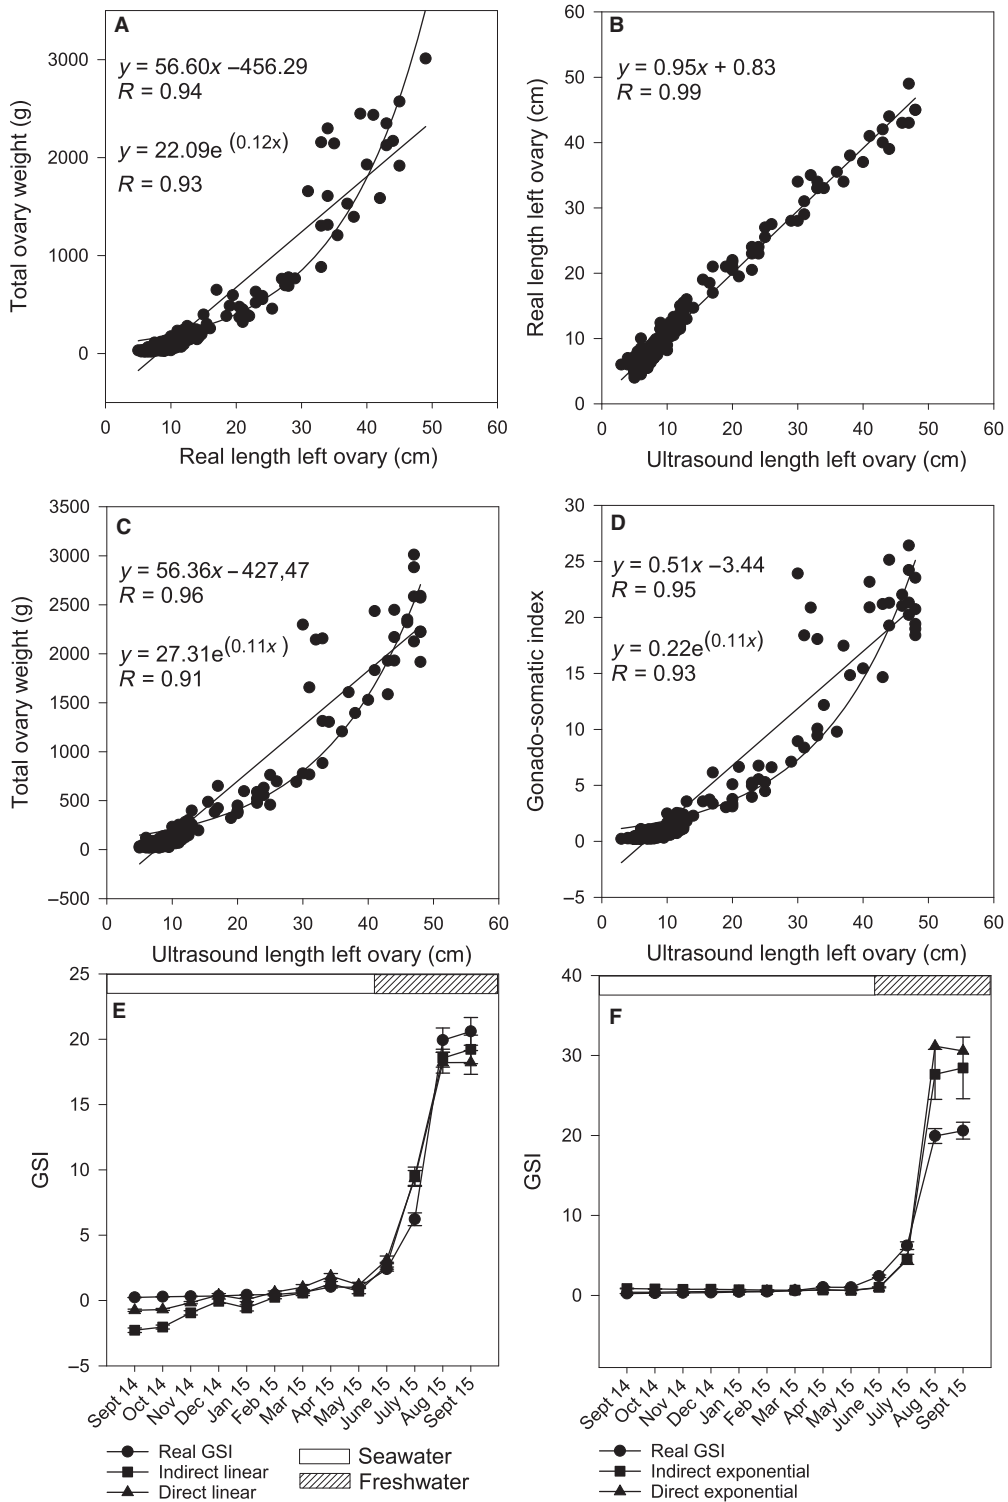 A
y = 56.60x –456.29
R = 0.94
y = 22.09e (0.12x)
R = 0.93
3000
2000
1000
0
Total ovary weight (g)
0 10 20 30 40 50 60
Real length left ovary (cm)
B
y = 0.95x + 0.83
R = 0.99
60
50
40
30
20
10
0
Real length left ovary (cm)
0 10 20 30 40 50 60
Ultrasound length left ovary (cm)
C
y = 56.36x – 427,47
R = 0.96
y = 27.31e(0.11x )
R = 0.91
3500
3000
2500
2000
1500
1000
500
0
–500
Total ovary weight (g)
0 10 20 30 40 50 60
Ultrasound length left ovary (cm)
D
y = 0.51x –3.44
R = 0.95
y = 0.22e(0.11x)
R = 0.93
30
25
20
15
10
5
0
–5
Gonado-somatic index
0 10 20 30 40 50 60
Ultrasound length left ovary (cm)
E
25
20
15
10
5
0
–5
GSI
Sept 14 Oct 14 Nov 14 Dec 14 Jan 15 Feb 15 Mar 15 Apr 15 May 15 June 15 July 15 Aug 15 Sept 15
Real GSI
Indirect linear
Direct linear
Seawater
Freshwater
F
40
30
20
10
0
GSI
Sept 14 Oct 14 Nov 14 Dec 14 Jan 15 Feb 15 Mar 15 Apr 15 May 15 June 15 July 15 Aug 15 Sept 15
Real GSI
Indirect exponential
Direct exponential